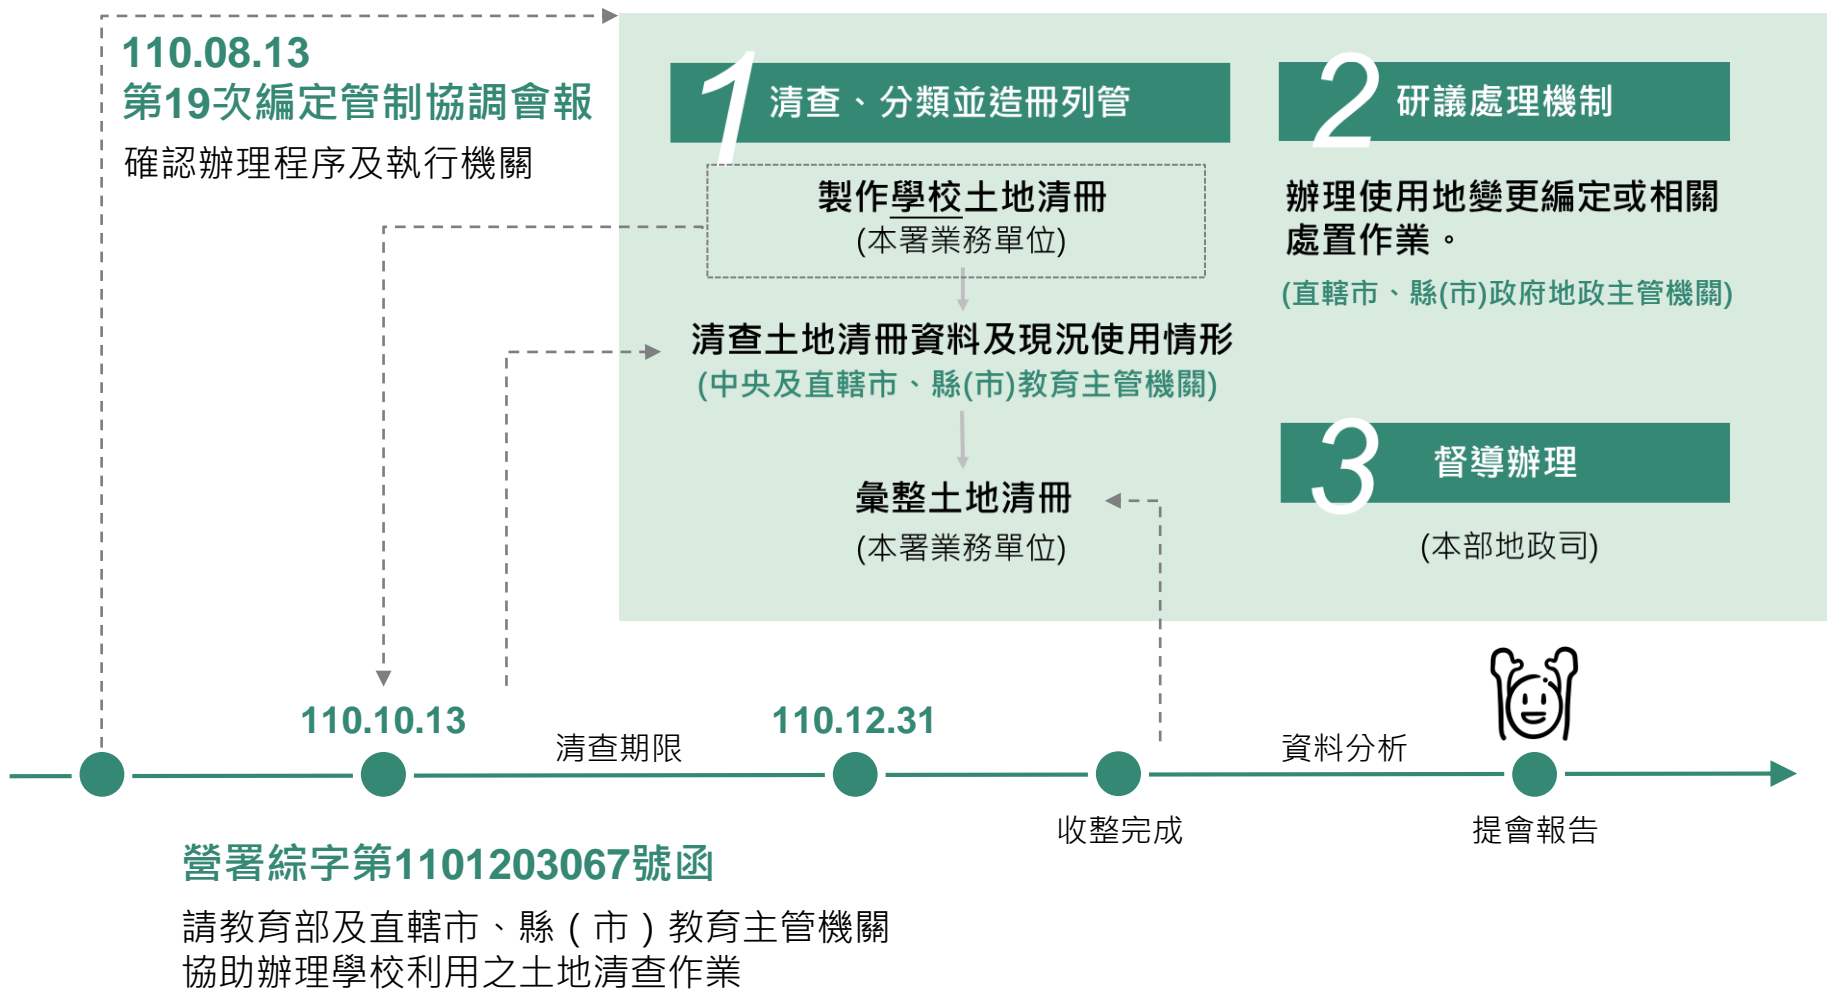 110.08.13
第19次編定管制協調會報
確認辦理程序及執行機關
1 清查、分類並造冊列管
製作學校土地清冊
(本署業務單位)
清查土地清冊資料及現況使用情形
(中央及直轄市、縣(市)教育主管機關)
彙整土地清冊
(本署業務單位)
2 研議處理機制
辦理使用地變更編定或相關
處置作業。
(直轄市、縣(市)政府地政主管機關)
3 督導辦理
(本部地政司)
110.10.13
清查期限
110.12.31
資料分析
收整完成
提會報告
營署綜字第1101203067號函
請教育部及直轄市、縣（市）教育主管機關
協助辦理學校利用之土地清查作業